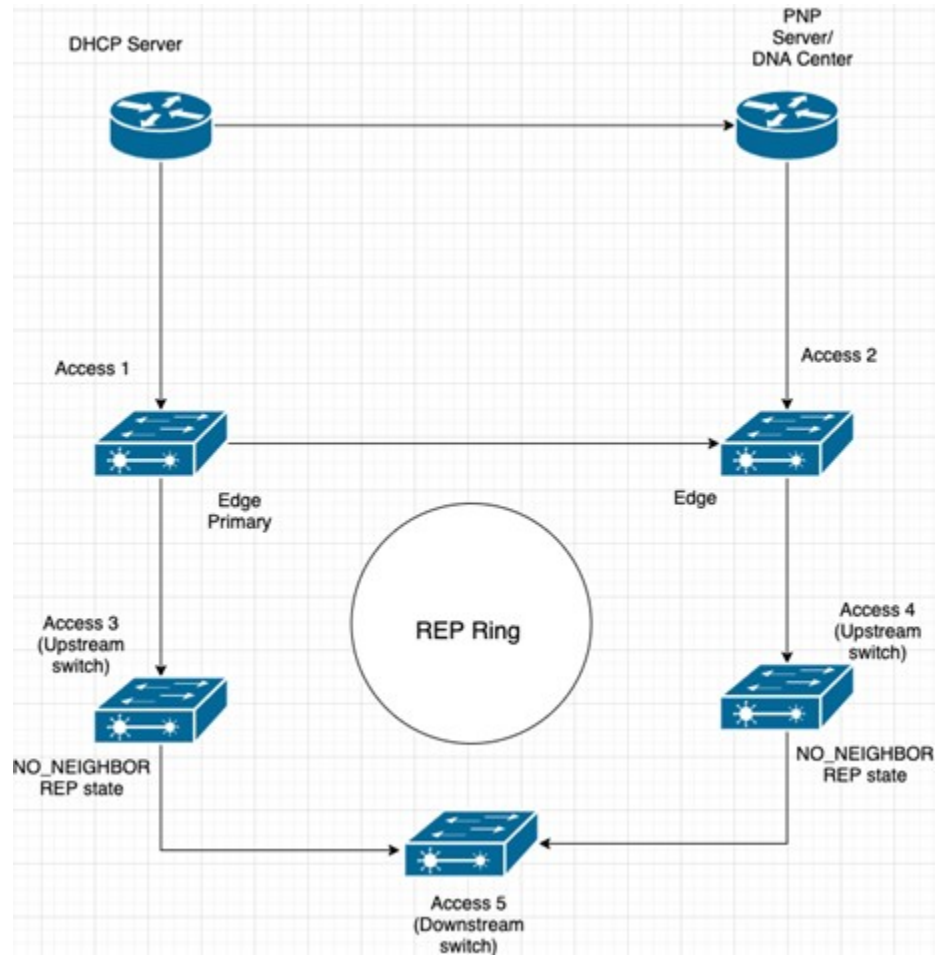 DHCP Server
PNP
Server/
DNA Center
Access 1
Access 2
Edge
Primary
Edge
Access 3
(Upstream
switch)
REP Ring
Access 4
(Upstream
switch)
NO_NEIGHBOR
REP state
NO_NEIGHBOR
REP state
Access 5
(Downstream
switch)